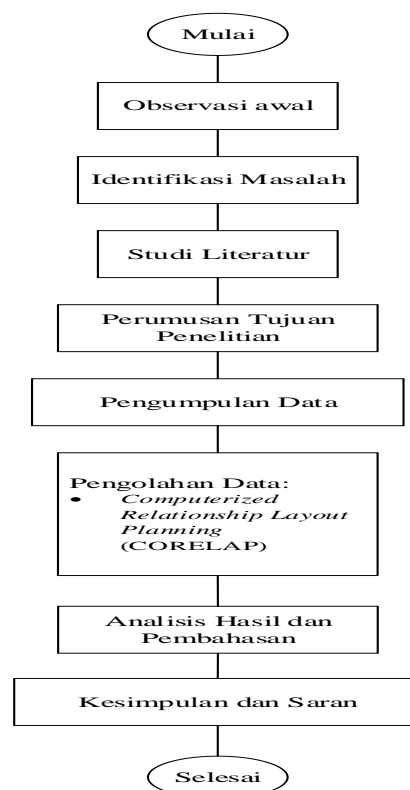 Mulai
Observasi awal
Identifikasi Masalah
Studi Literatur
Perumusan Tujuan
Penelitian
Pengumpulan Data
Pengolahan Data:
• Computerized
Relationship Layout
Planning
(CORELAP)
Analisis Hasil dan
Pembahasan
Kesimpulan dan Saran
Selesai